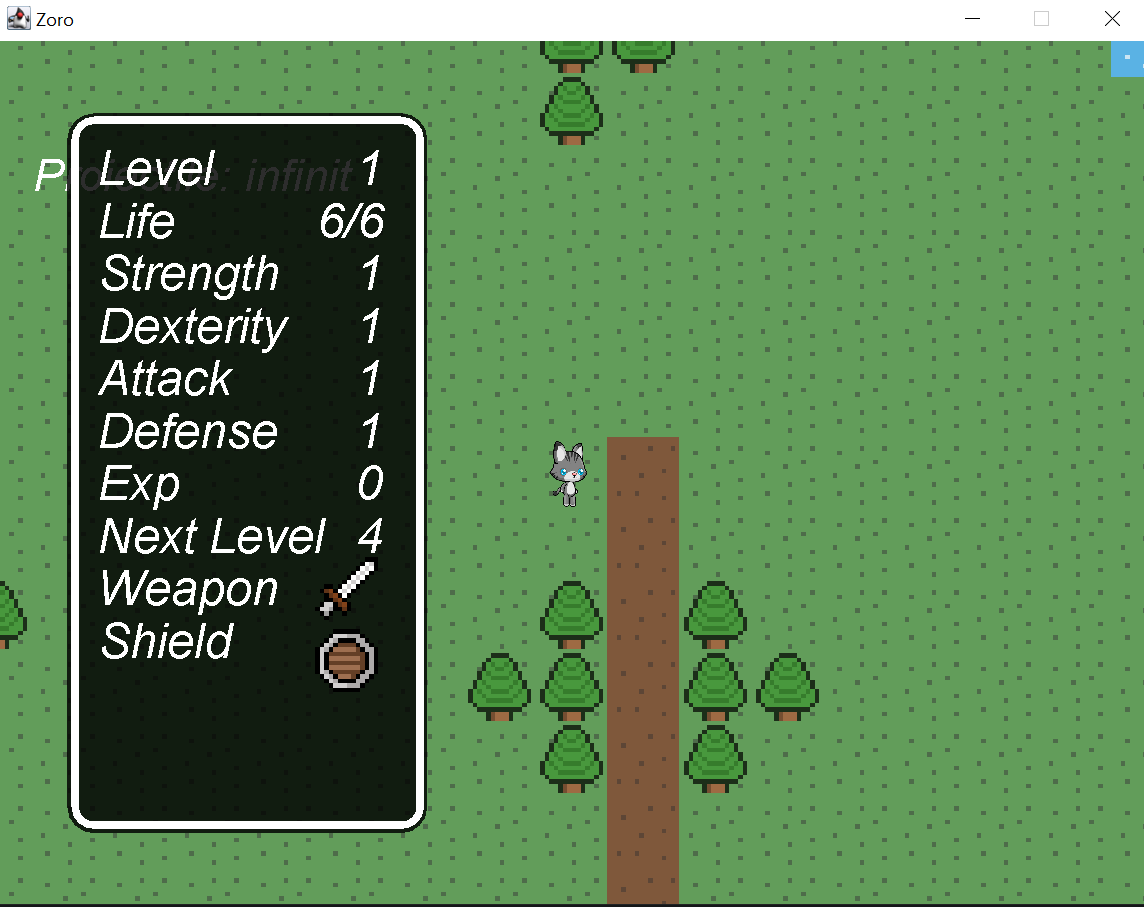 Zoro
Level 1
Life 6/6
Strength 1
Dexterity 1
Attack 1
Defense 1
Exp 0
Next Level 4
Weapon
Shield